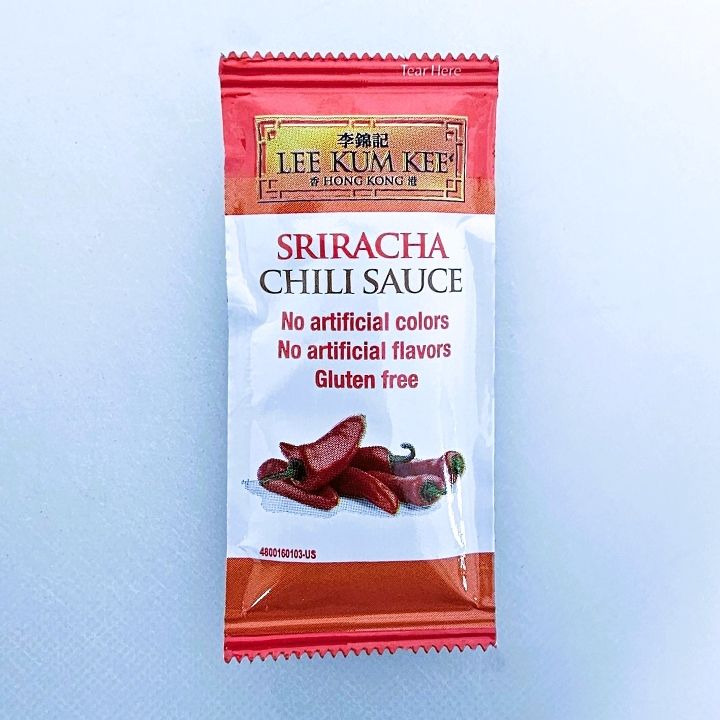 Tear Here
李錦記
LEE KUM KEE
香 HONG KONG 港
SRIRACHA
CHILI SAUCE
No artificial colors
No artificial flavors
Gluten free
4800160103-US